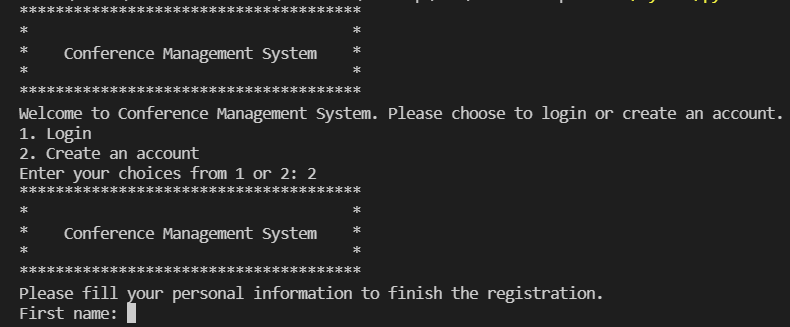 **************************************
*                                    *
*    Conference Management System    *
*                                    *
**************************************
Welcome to Conference Management System. Please choose to login or create an account.
1. Login
2. Create an account
Enter your choices from 1 or 2: 2
**************************************
*                                    *
*    Conference Management System    *
*                                    *
**************************************
Please fill your personal information to finish the registration.
First name: